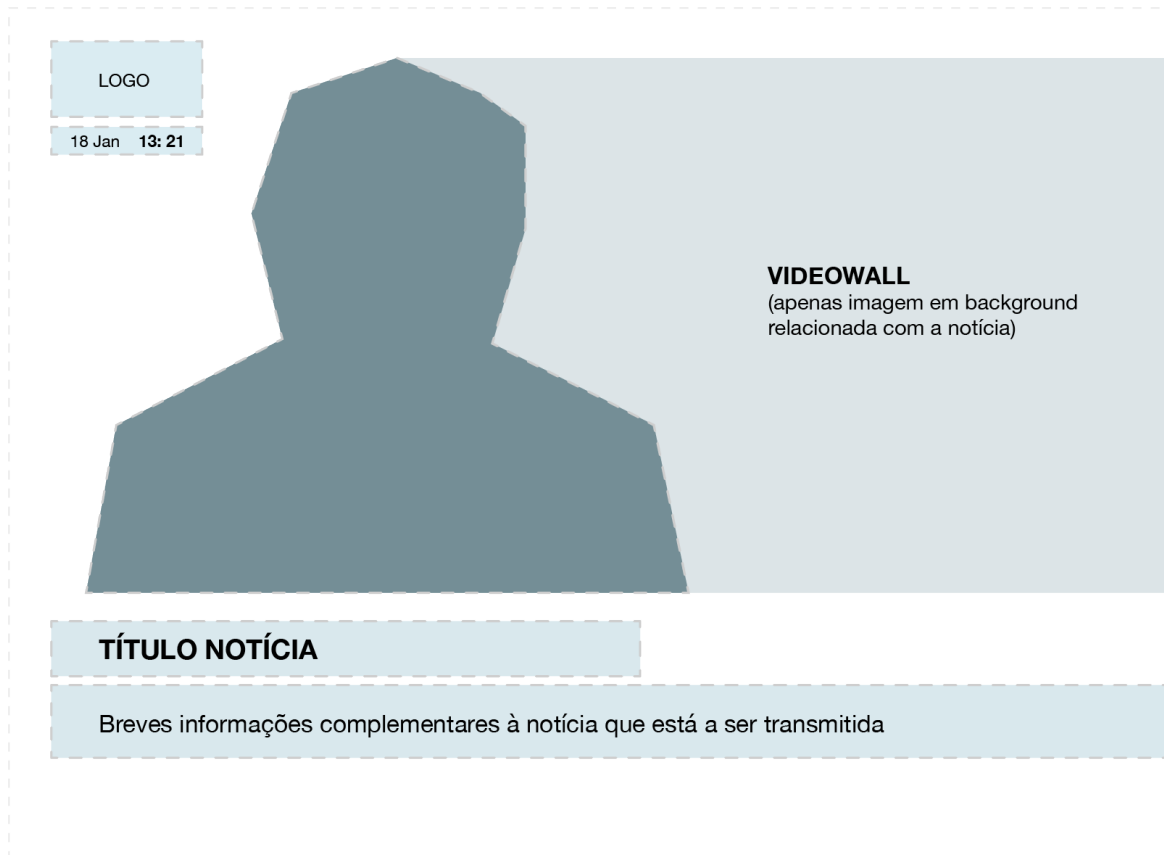 LOGO
18 Jan 13: 21
VIDEOWALL
(apenas imagem em background
relacionada com a notícia)
TÍTULO NOTÍCIA
Breves informações complementares à notícia que está a ser transmitida